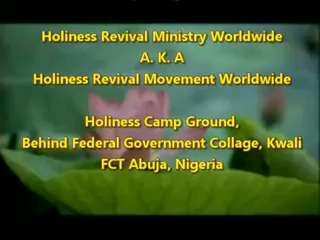 Holiness Revival Ministry Worldwide
A. K. A
Holiness Revival Movement Worldwide
Holiness Camp Ground,
Behind Federal Government Collage, Kwali
FCT Abuja, Nigeria